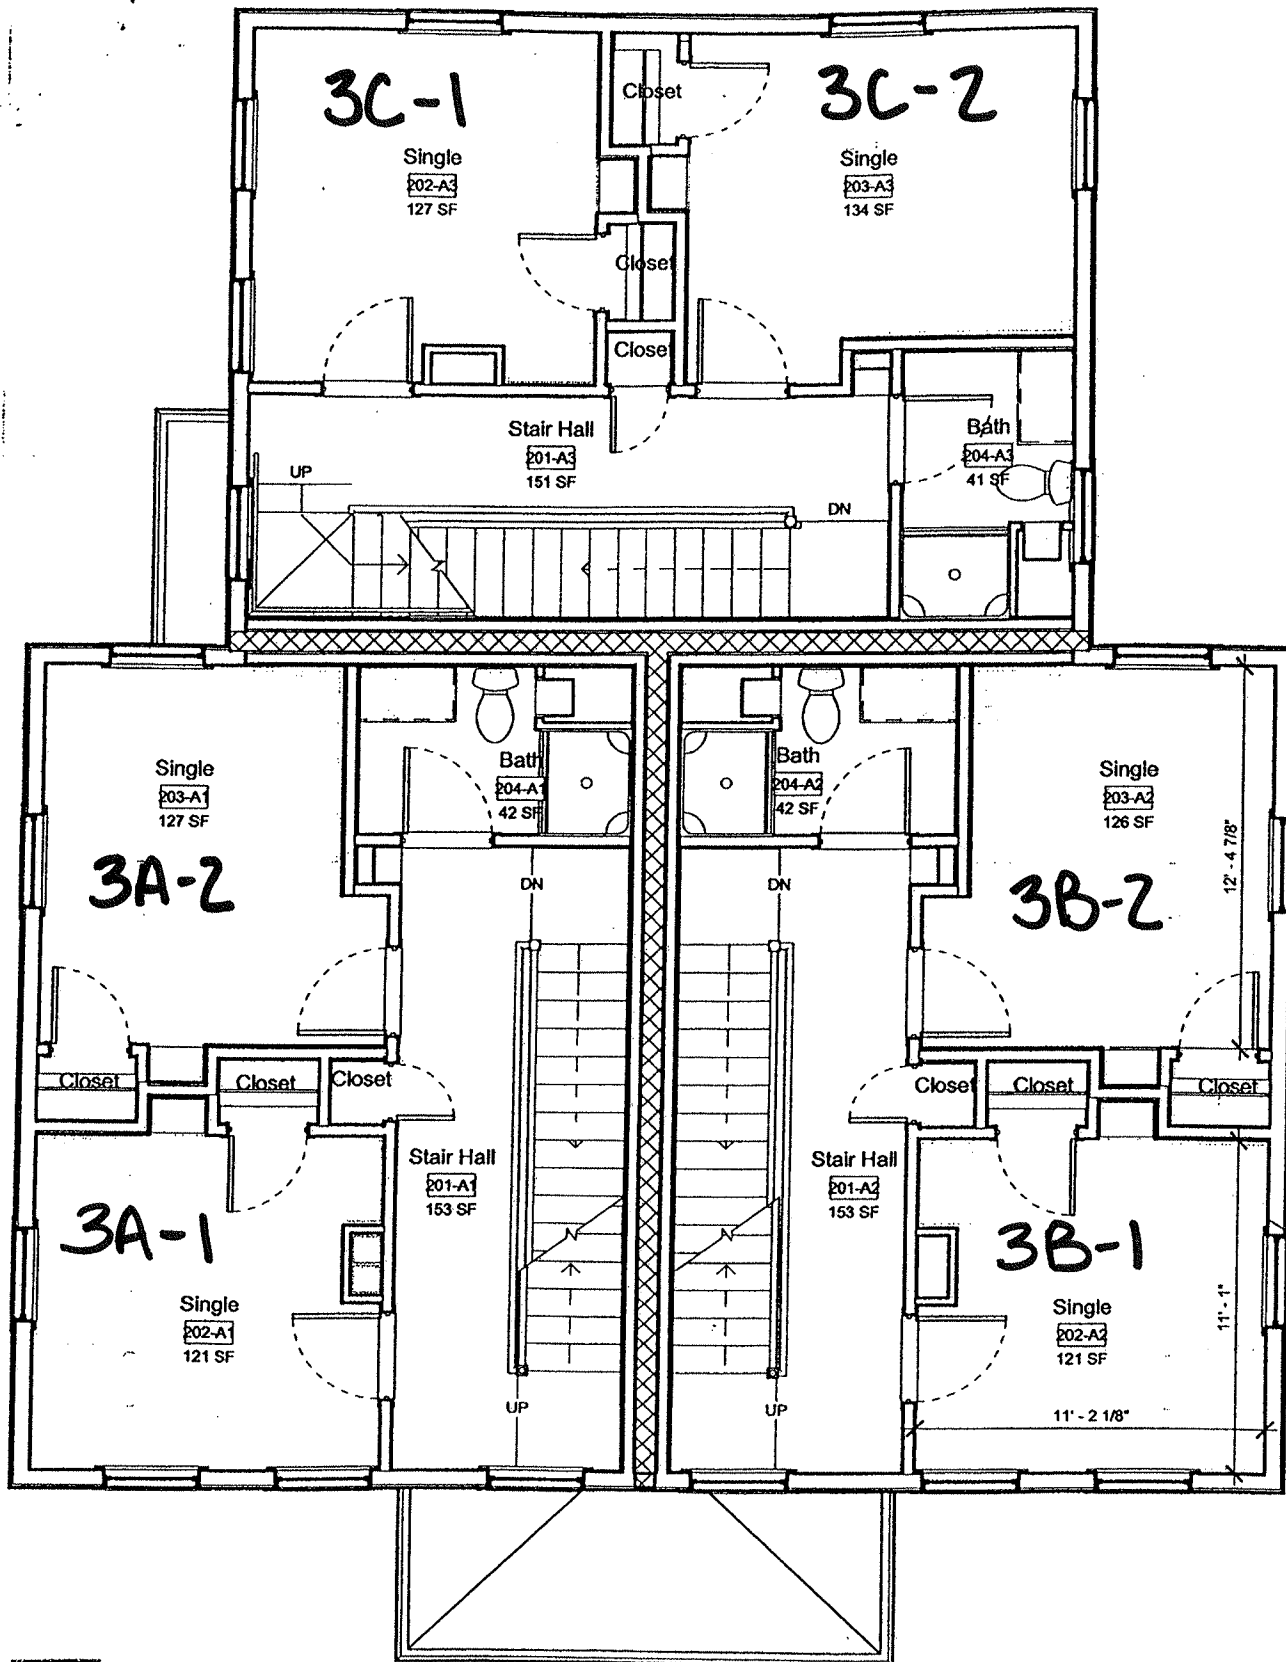 3C-1
Single
202-A3
127 SF
Closet
3C-2
Single
203-A3
134 SF
Closet
Closet
Stair Hall
201-A3
151 SF
UP
DN
Bath
204-A3
41 SF
Single
203-A1
127 SF
3A-2
Bath
204-A1
42 SF
Bath
204-A2
42 SF
Single
203-A2
126 SF
3B-2
12' - 4 7/8"
DN
DN
Closet
Closet
Closet
Closet
Closet
Closet
Stair Hall
201-A1
153 SF
Stair Hall
201-A2
153 SF
3A-1
Single
202-A1
121 SF
3B-1
Single
202-A2
121 SF
11' - 1"
UP
UP
11' - 2 1/8"